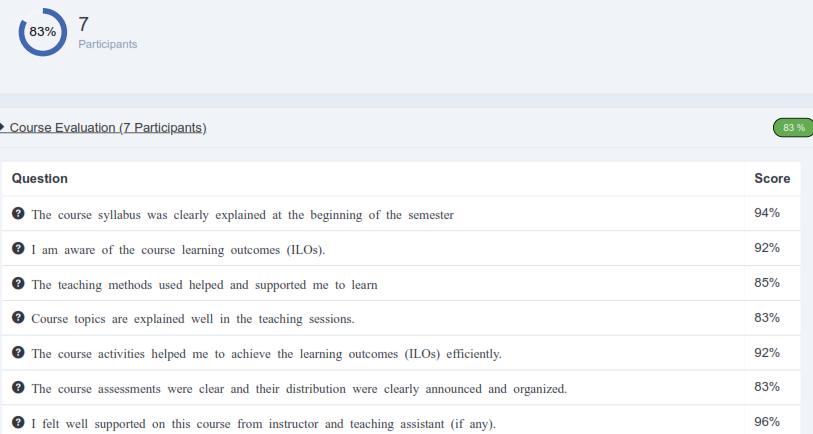 83%
7
Participants
Course Evaluation (7 Participants)
83 %
Question Score
The course syllabus was clearly explained at the beginning of the semester 94%
I am aware of the course learning outcomes (ILOs). 92%
The teaching methods used helped and supported me to learn 85%
Course topics are explained well in the teaching sessions. 83%
The course activities helped me to achieve the learning outcomes (ILOs) efficiently. 92%
The course assessments were clear and their distribution were clearly announced and organized. 83%
I felt well supported on this course from instructor and teaching assistant (if any). 96%